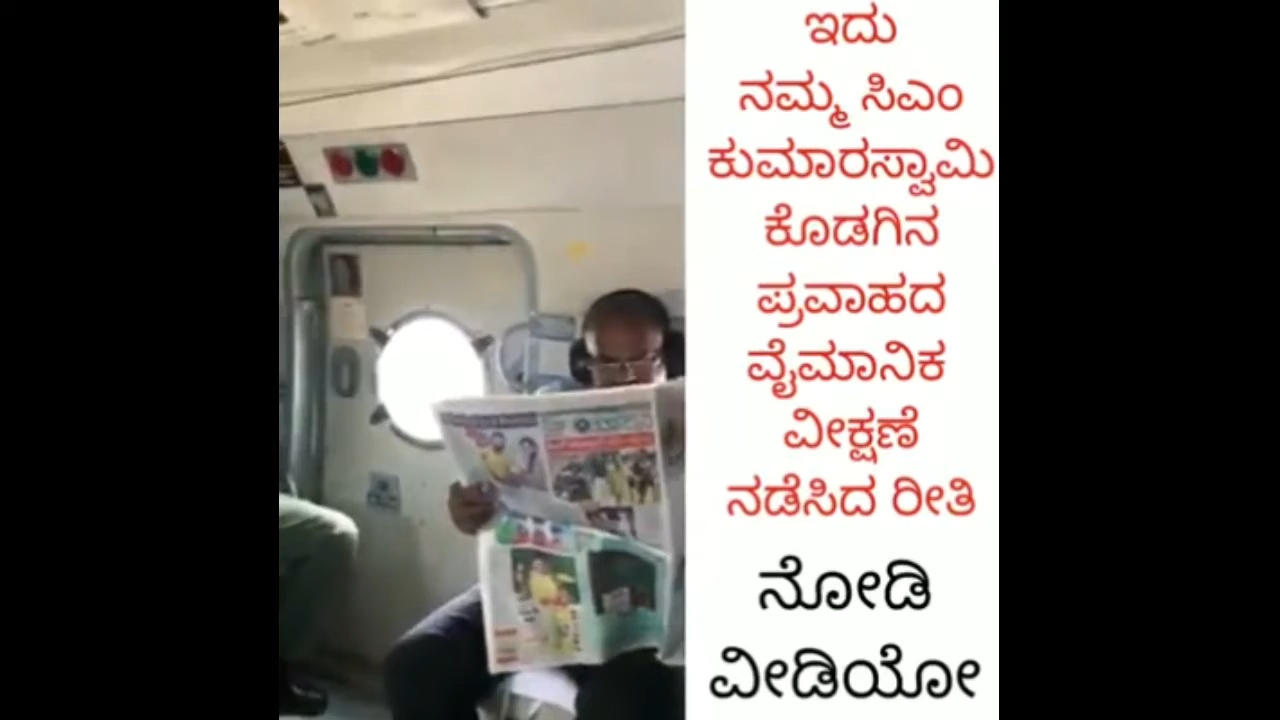 ಇದು
ನಮ್ಮ ಸಿಎಂ
ಕುಮಾರಸ್ವಾಮಿ
ಕೊಡಗಿನ
ಪ್ರವಾಹದ
ವೈಮಾನಿಕ
ವೀಕ್ಷಣೆ
ನಡೆಸಿದ ರೀತಿ
ನೋಡಿ
ವೀಡಿಯೋ